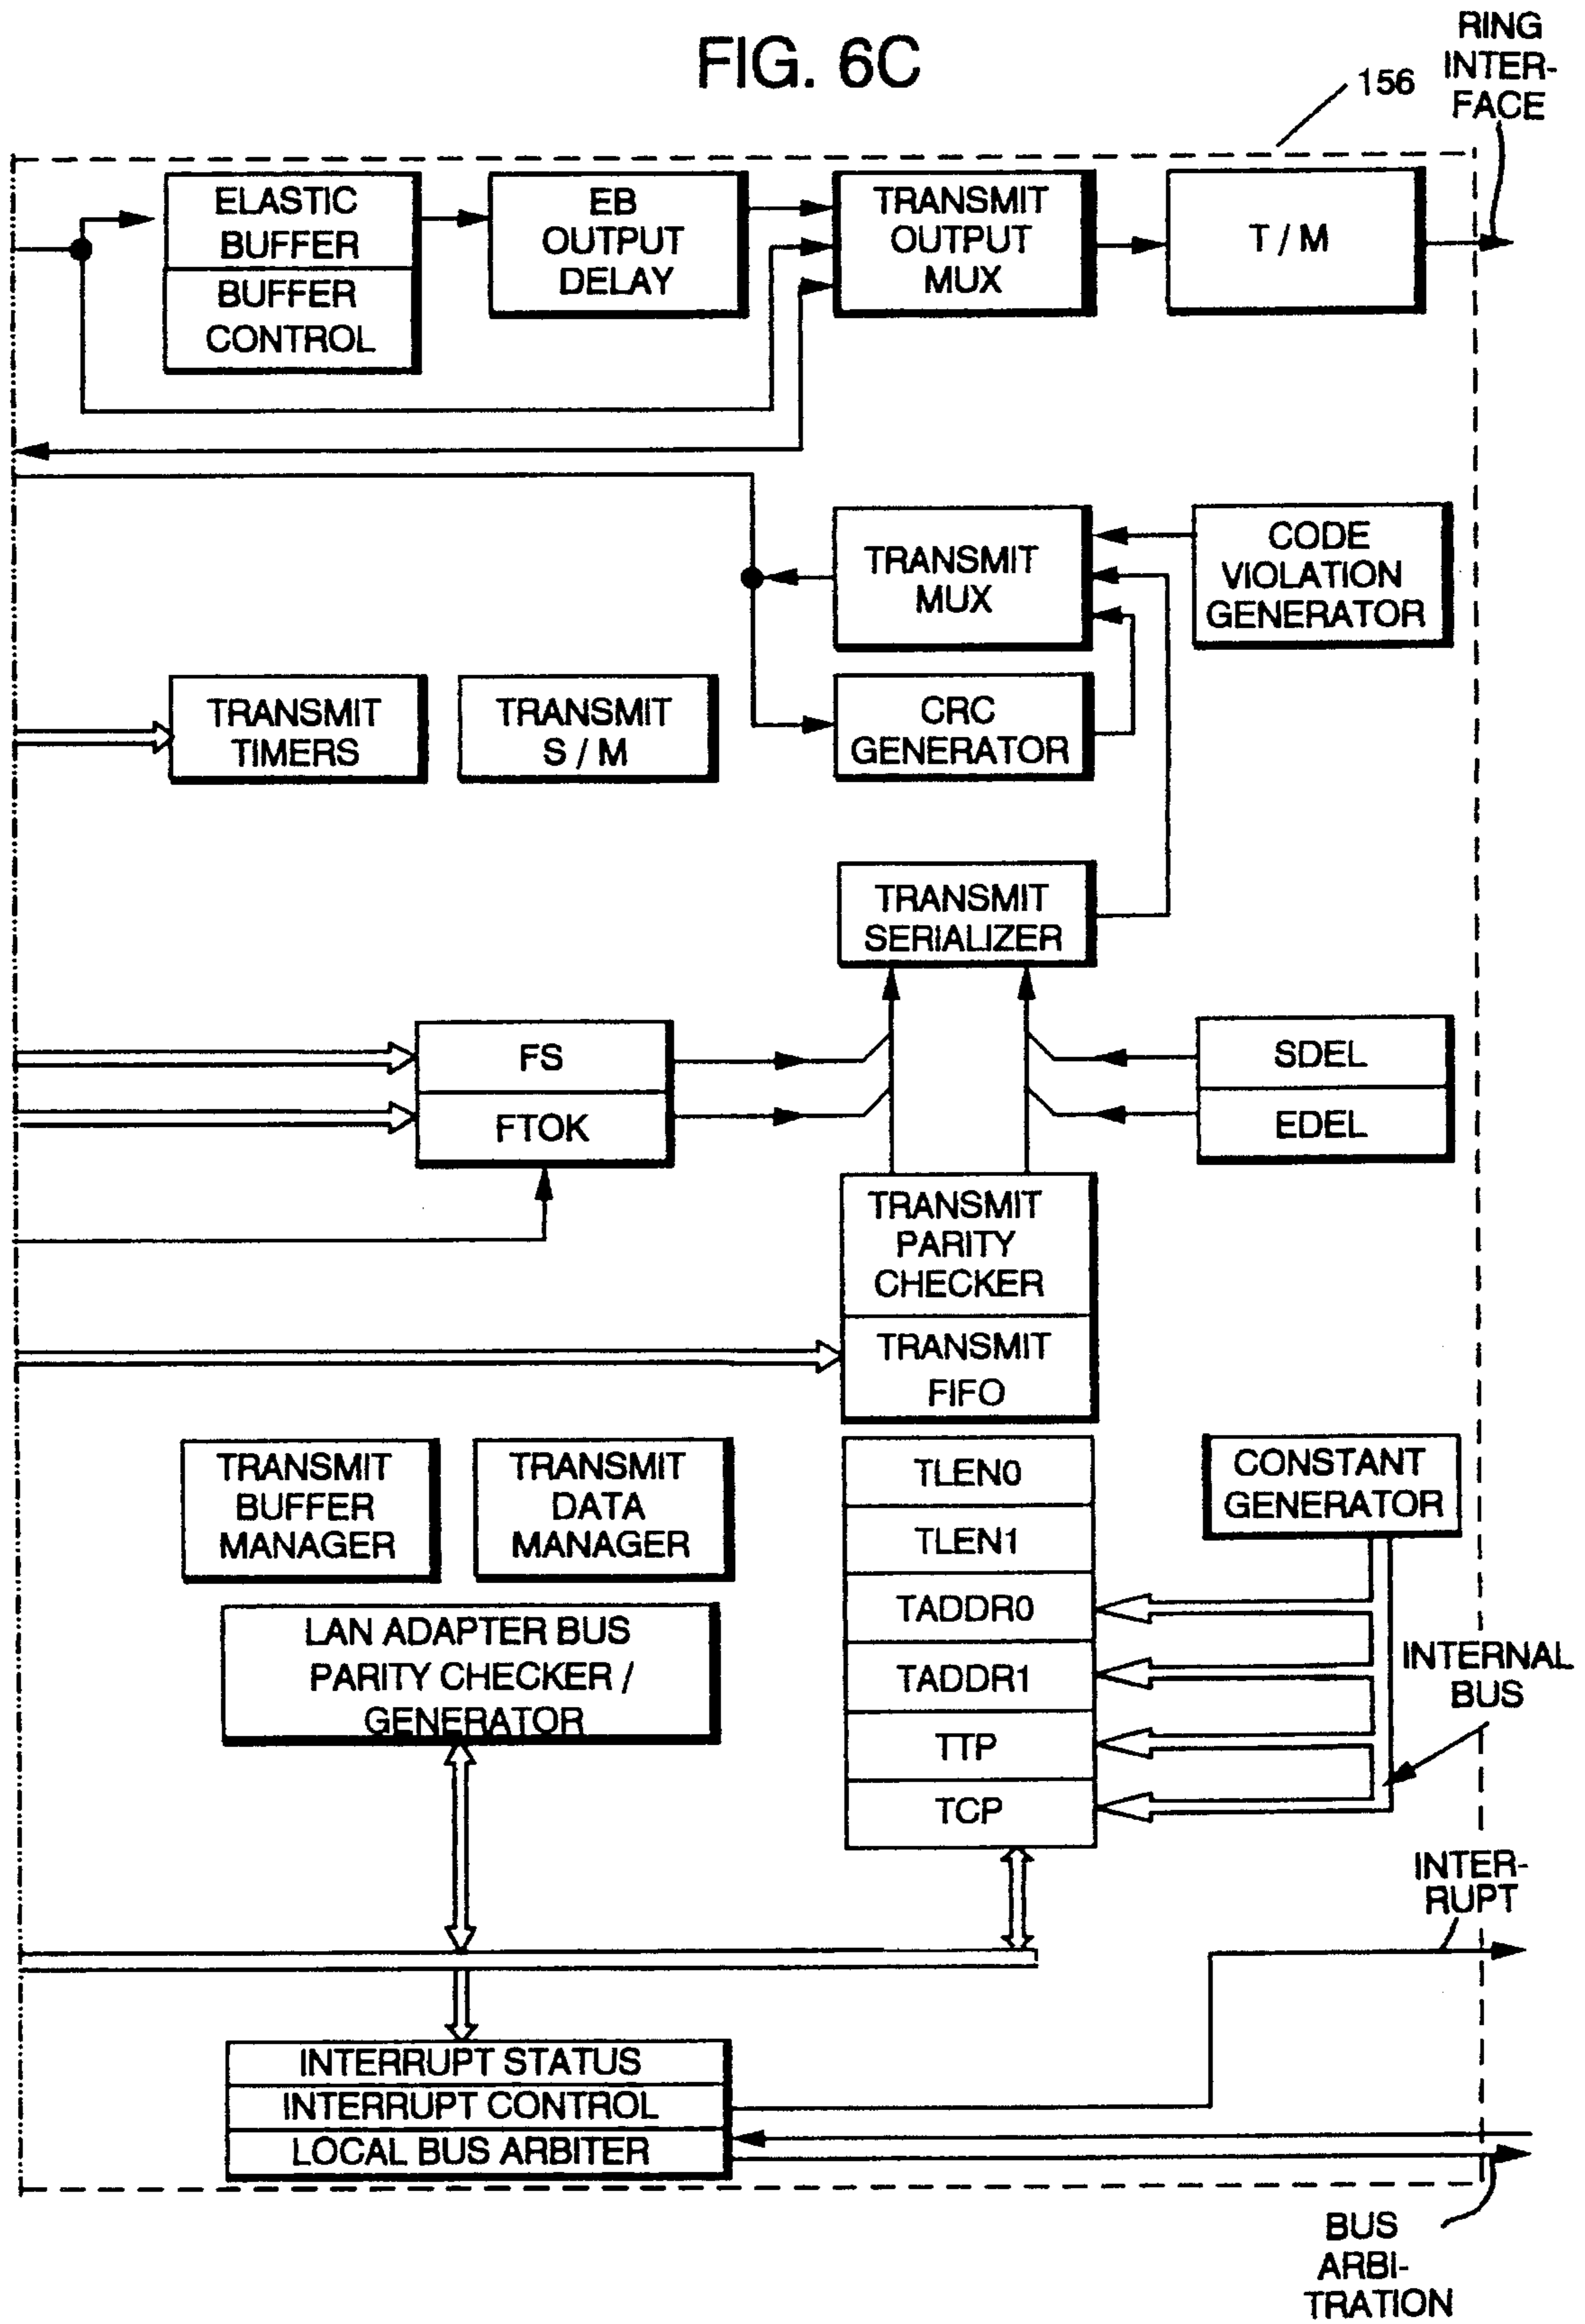 FIG. 6C
156
RING
INTER-
FACE
ELASTIC
BUFFER
BUFFER
CONTROL
EB
OUTPUT
DELAY
TRANSMIT
OUTPUT
MUX
T / M
TRANSMIT
MUX
CODE
VIOLATION
GENERATOR
TRANSMIT
TIMERS
TRANSMIT
S / M
CRC
GENERATOR
TRANSMIT
SERIALIZER
FS
FTOK
SDEL
EDEL
TRANSMIT
PARITY
CHECKER
TRANSMIT
FIFO
TRANSMIT
BUFFER
MANAGER
TRANSMIT
DATA
MANAGER
TLEN0
TLEN1
TADDR0
TADDR1
TTP
TCP
CONSTANT
GENERATOR
LAN ADAPTER BUS
PARITY CHECKER /
GENERATOR
INTERNAL
BUS
INTER-
RUPT
INTERRUPT STATUS
INTERRUPT CONTROL
LOCAL BUS ARBITER
BUS
ARBI-
TRATION